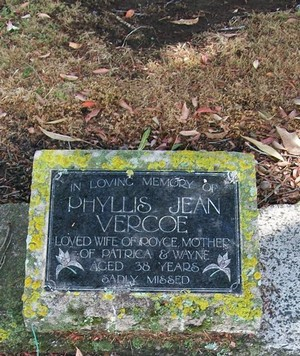 IN LOVING MEMORY OF
PHYLLIS JEAN
VERCOE
LOVED WIFE OF ROYCE, MOTHER
OF PATRICA & WAYNE
AGED 38 YEARS
SADLY MISSED